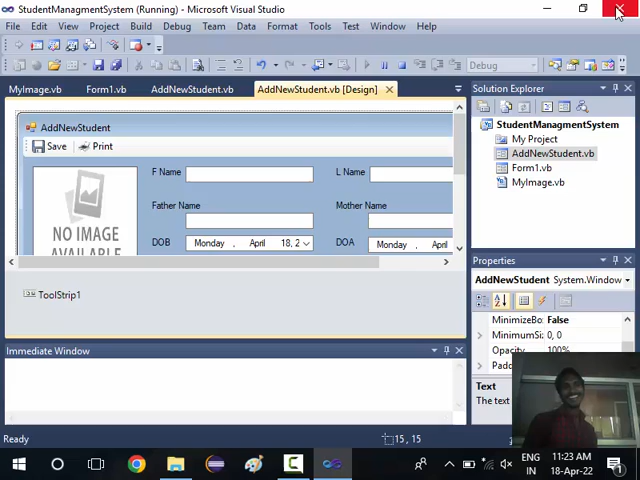 StudentManagmentSystem (Running) - Microsoft Visual Studio
File Edit View Project Build Debug Team Data Format Tools Test Window Help
Debug
MyImage.vb Form1.vb AddNewStudent.vb AddNewStudent.vb [Design]
Solution Explorer
StudentManagmentSystem
My Project
AddNewStudent.vb
Form1.vb
MyImage.vb
AddNewStudent
Save Print
F Name L Name
NO IMAGE
AVAILABLE
Father Name Mother Name
DOB Monday , April 18, 2 DOA Monday , April
ToolStrip1
Properties
AddNewStudent System.Window
MinimizeBo False
MinimumSi 0, 0
Opacity 100%
Padd
Text
The text
Immediate Window
Ready 15 , 15
ENG
IN
11:23 AM
18-Apr-22
1